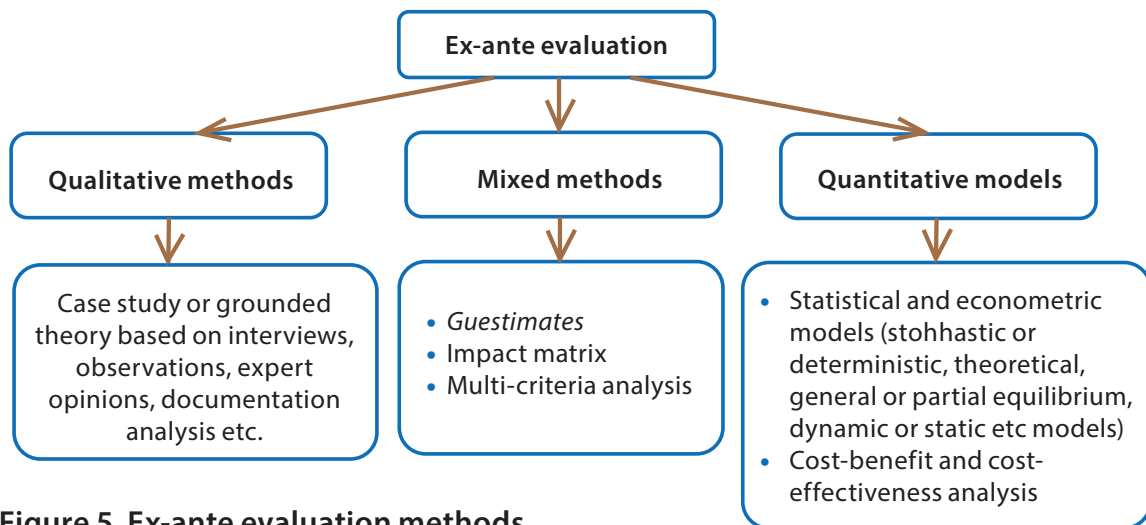 Ex-ante evaluation
Qualitative methods
Mixed methods
Quantitative models
Case study or grounded
theory based on interviews,
observations, expert
opinions, documentation
analysis etc.
• Guestimates
• Impact matrix
• Multi-criteria analysis
• Statistical and econometric
models (stohhastic or
deterministic, theoretical,
general or partial equilibrium,
dynamic or static etc models)
• Cost-benefit and cost-
effectiveness analysis
Figure 5. Ex-ante evaluation methods